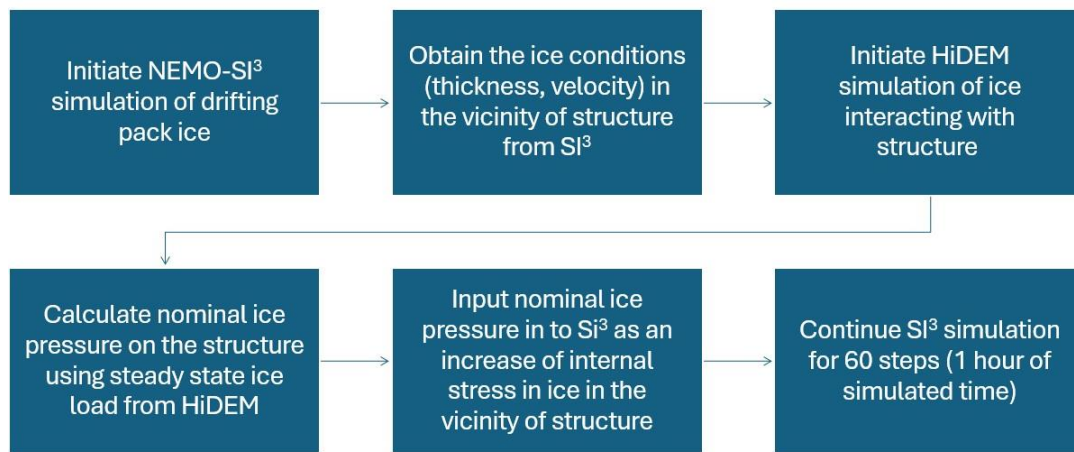 Initiate NEMO-SI³
simulation of drifting
pack ice
Obtain the ice conditions
(thickness, velocity) in
the vicinity of structure
from SI³
Initiate HiDEM
simulation of ice
interacting with
structure
Calculate nominal ice
pressure on the structure
using steady state ice
load from HiDEM
Input nominal ice
pressure in to Si³ as an
increase of internal
stress in ice in the
vicinity of structure
Continue SI³ simulation
for 60 steps (1 hour of
simulated time)